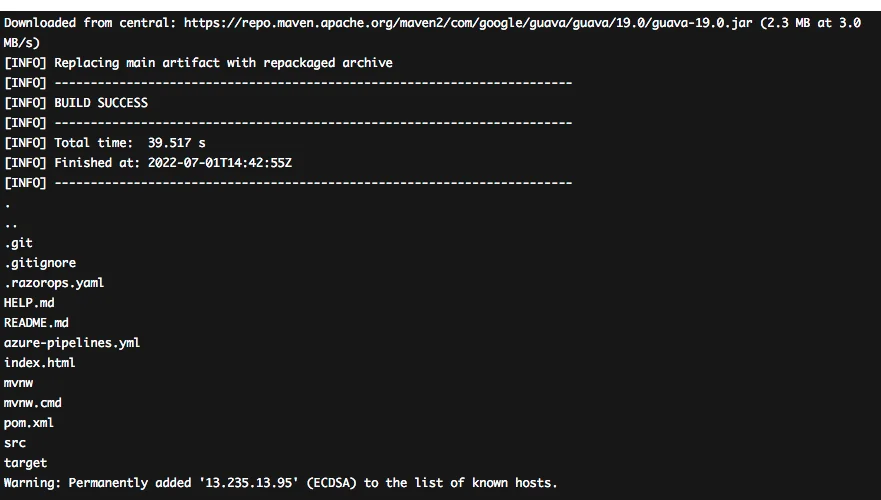 Downloaded from central: https://repo.maven.apache.org/maven2/com/google/guava/guava/19.0/guava-19.0.jar (2.3 MB at 3.0
MB/s)
[INFO] Replacing main artifact with repackaged archive
[INFO] ------------------------------------------------------------------------
[INFO] BUILD SUCCESS
[INFO] ------------------------------------------------------------------------
[INFO] Total time:  39.517 s
[INFO] Finished at: 2022-07-01T14:42:55Z
[INFO] ------------------------------------------------------------------------
.
..
.git
.gitignore
.razorops.yaml
HELP.md
README.md
azure-pipelines.yml
index.html
mvnw
mvnw.cmd
pom.xml
src
target
Warning: Permanently added '13.235.13.95' (ECDSA) to the list of known hosts.